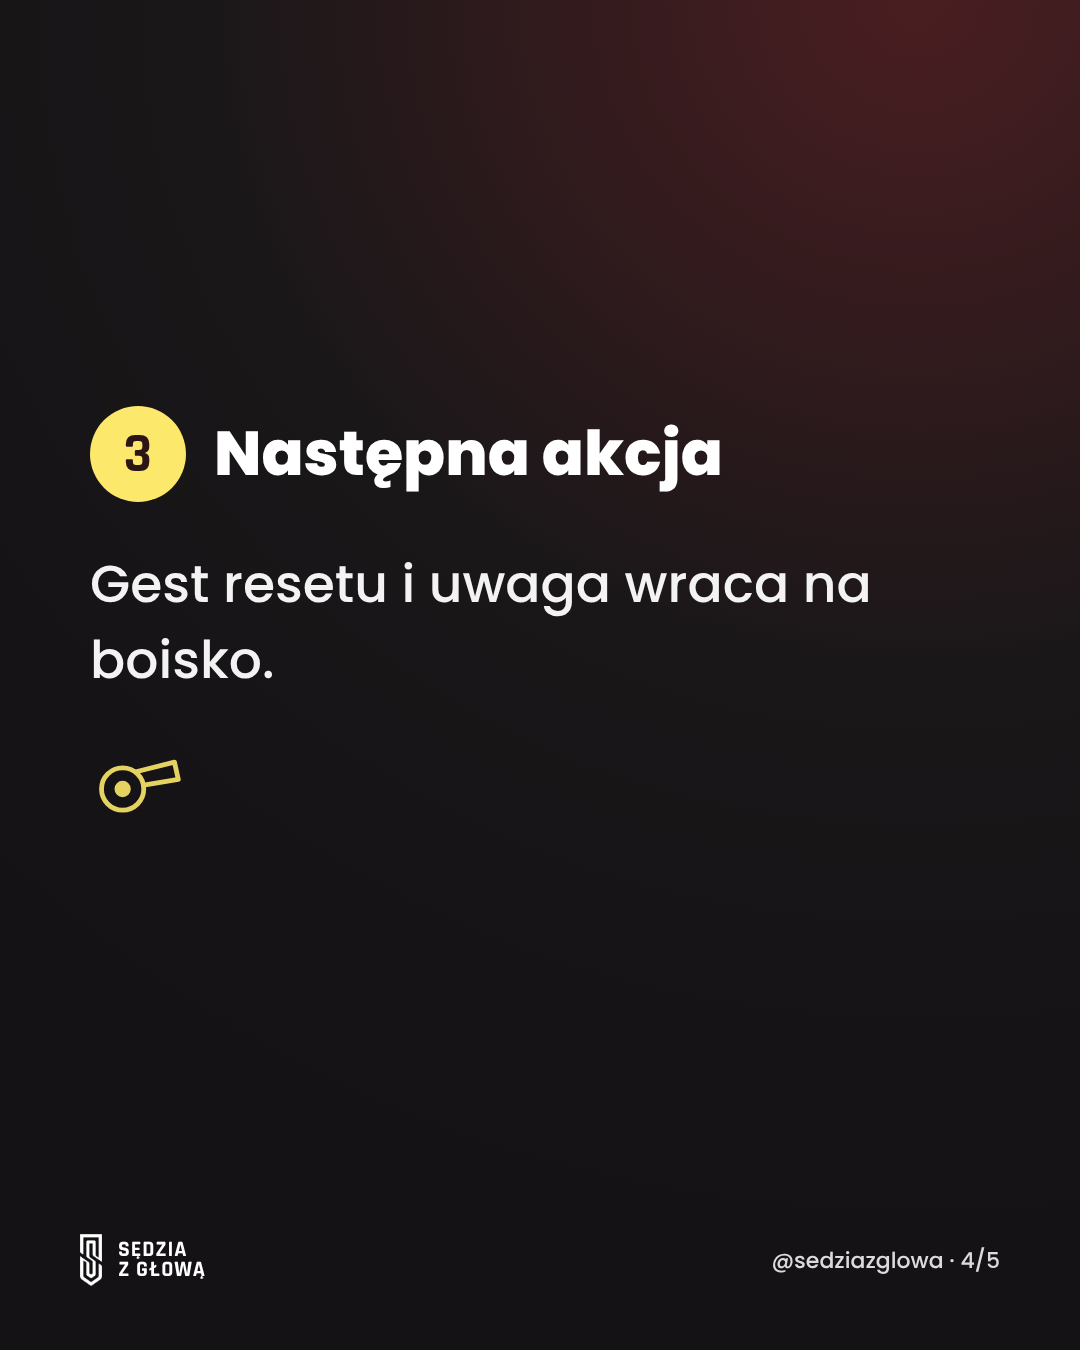 3 Następna akcja
Gest resetu i uwaga wraca na
boisko.
SĘDZIA
Z GŁOWĄ
@sedziazglowa · 4/5